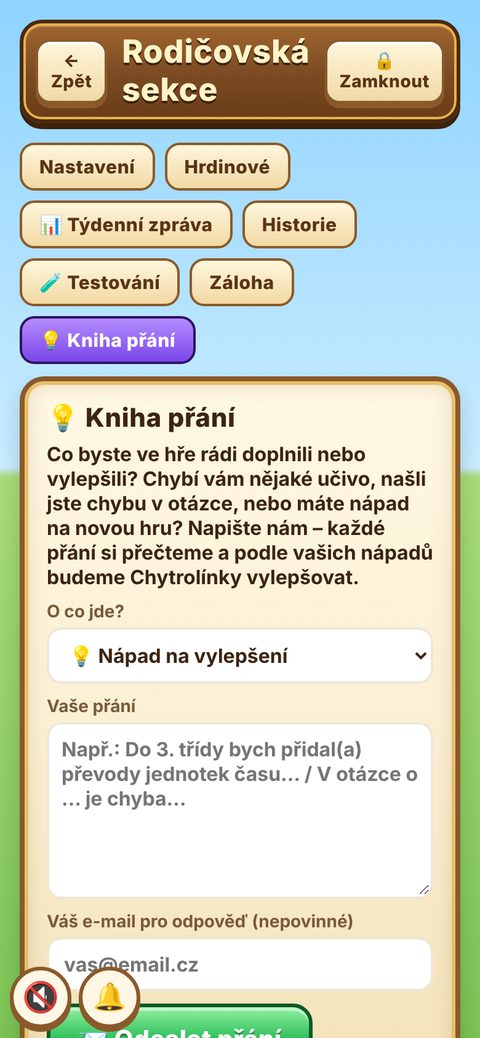 ←
Zpět
Rodičovská
sekce
🔒
Zamknout
Nastavení
Hrdinové
📊 Týdenní zpráva
Historie
🧪 Testování
Záloha
💡 Kniha přání
💡 Kniha přání
Co byste ve hře rádi doplnili nebo
vylepšili? Chybí vám nějaké učivo, našli
jste chybu v otázce, nebo máte nápad
na novou hru? Napište nám – každé
přání si přečteme a podle vašich nápadů
budeme Chytrolínky vylepšovat.
O co jde?
💡 Nápad na vylepšení
Vaše přání
Např.: Do 3. třídy bych přidal(a)
převody jednotek času… / V otázce o
… je chyba…
Váš e-mail pro odpověď (nepovinné)
vas@email.cz
Odeslat přání